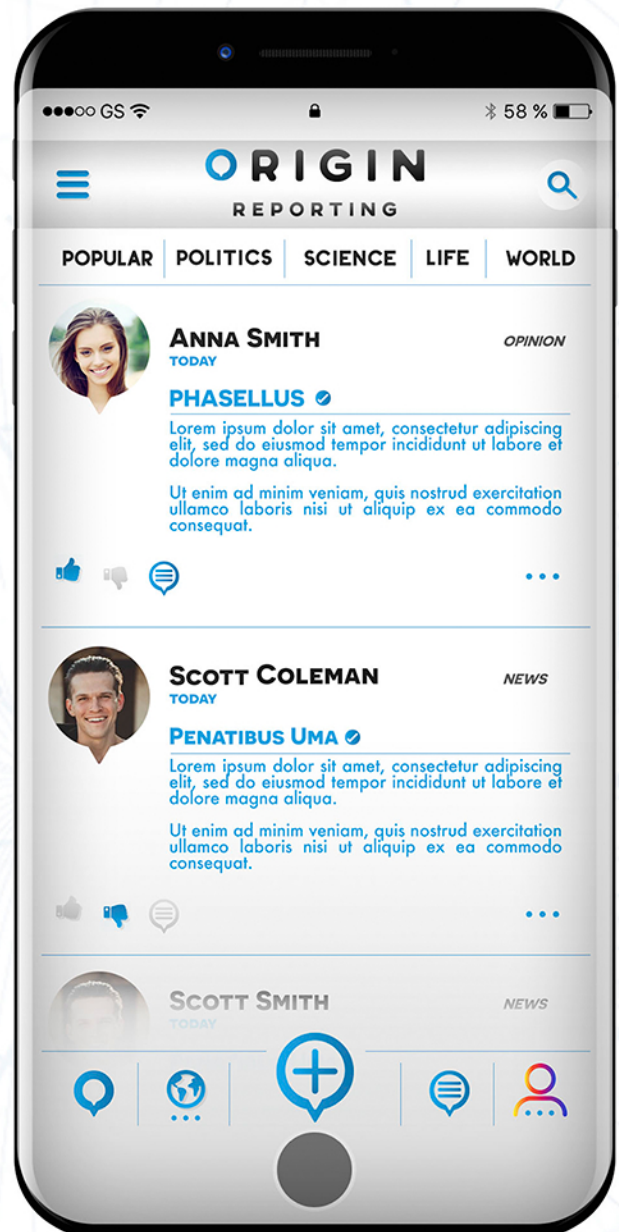 GS 58 %
ORIGIN
REPORTING
POPULAR POLITICS SCIENCE LIFE WORLD
ANNA SMITH OPINION
TODAY
PHASELLUS
Lorem ipsum dolor sit amet, consectetur adipiscing
elit, sed do eiusmod tempor incididunt ut labore et
dolore magna aliqua.
Ut enim ad minim veniam, quis nostrud exercitation
ullamco laboris nisi ut aliquip ex ea commodo
consequat.
SCOTT COLEMAN NEWS
TODAY
PENATIBUS UMA
Lorem ipsum dolor sit amet, consectetur adipiscing
elit, sed do eiusmod tempor incididunt ut labore et
dolore magna aliqua.
Ut enim ad minim veniam, quis nostrud exercitation
ullamco laboris nisi ut aliquip ex ea commodo
consequat.
SCOTT SMITH NEWS
TODAY